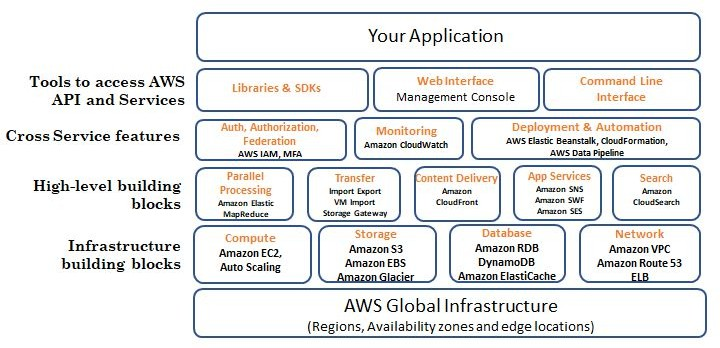 Your Application
Tools to access AWS
API and Services
Libraries & SDKs
Web Interface
Management Console
Command Line
Interface
Cross Service features
Auth, Authorization,
Federation
AWS IAM, MFA
Monitoring
Amazon CloudWatch
Deployment & Automation
AWS Elastic Beanstalk, CloudFormation,
AWS Data Pipeline
High-level building
blocks
Parallel
Processing
Amazon Elastic
MapReduce
Transfer
Import Export
VM Import
Storage Gateway
Content Delivery
Amazon
CloudFront
App Services
Amazon SNS
Amazon SWF
Amazon SES
Search
Amazon
CloudSearch
Infrastructure
building blocks
Compute
Amazon EC2,
Auto Scaling
Storage
Amazon S3
Amazon EBS
Amazon Glacier
Database
Amazon RDB
DynamoDB
Amazon ElastiCache
Network
Amazon VPC
Amazon Route 53
ELB
AWS Global Infrastructure
(Regions, Availability zones and edge locations)